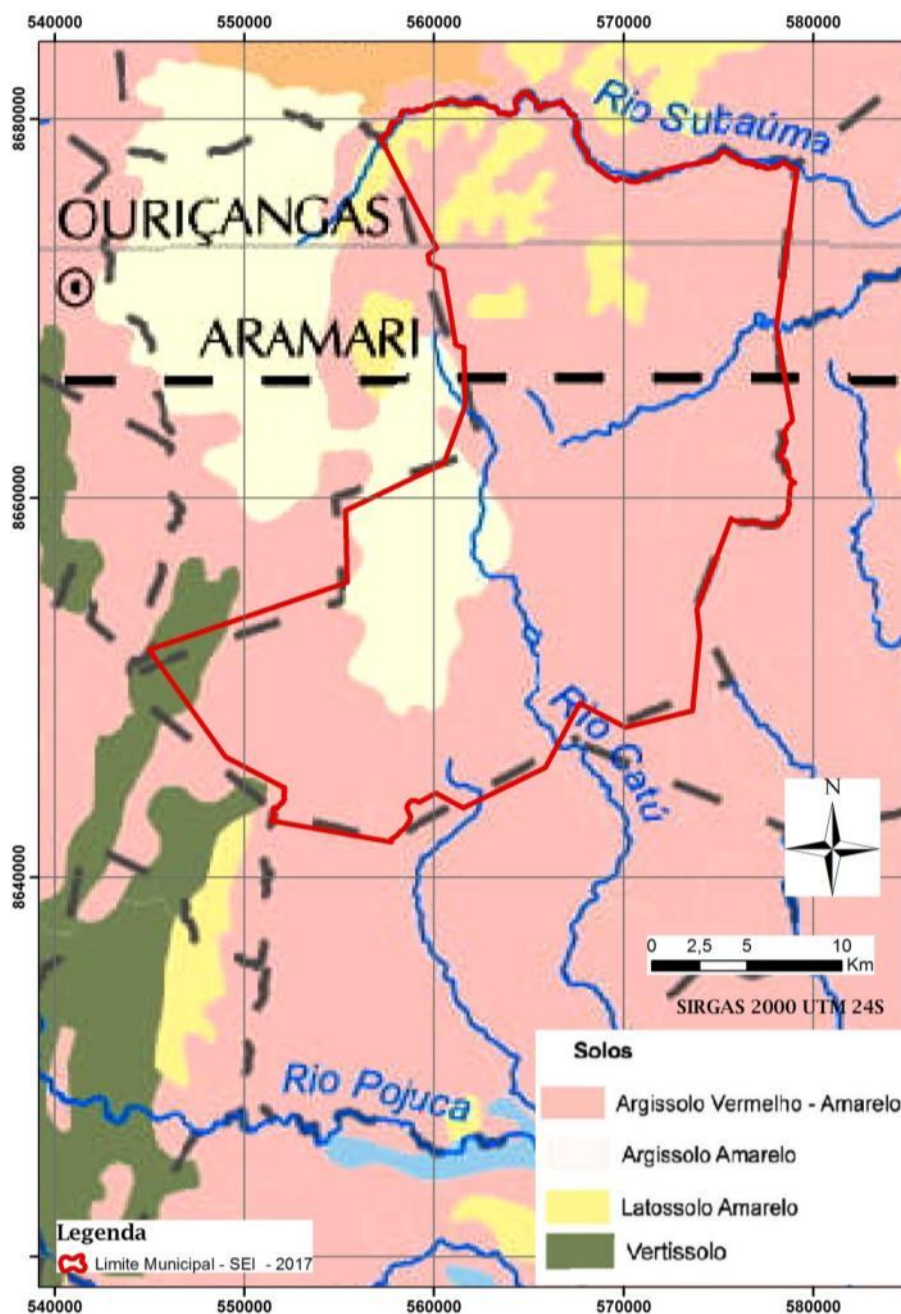 540000 550000 560000 570000 580000
8680000
Rio Subaúma
OURIÇANGAS
ARAMARI
8660000
Rio Catú
N
8640000
0 2,5 5 10
Km
SIRGAS 2000 UTM 24S
Solos
Rio Pojuca
Argissolo Vermelho - Amarelo
Argissolo Amarelo
Latossolo Amarelo
Vertissolo
Legenda
Limite Municipal - SEI - 2017
540000 550000 560000 570000 580000